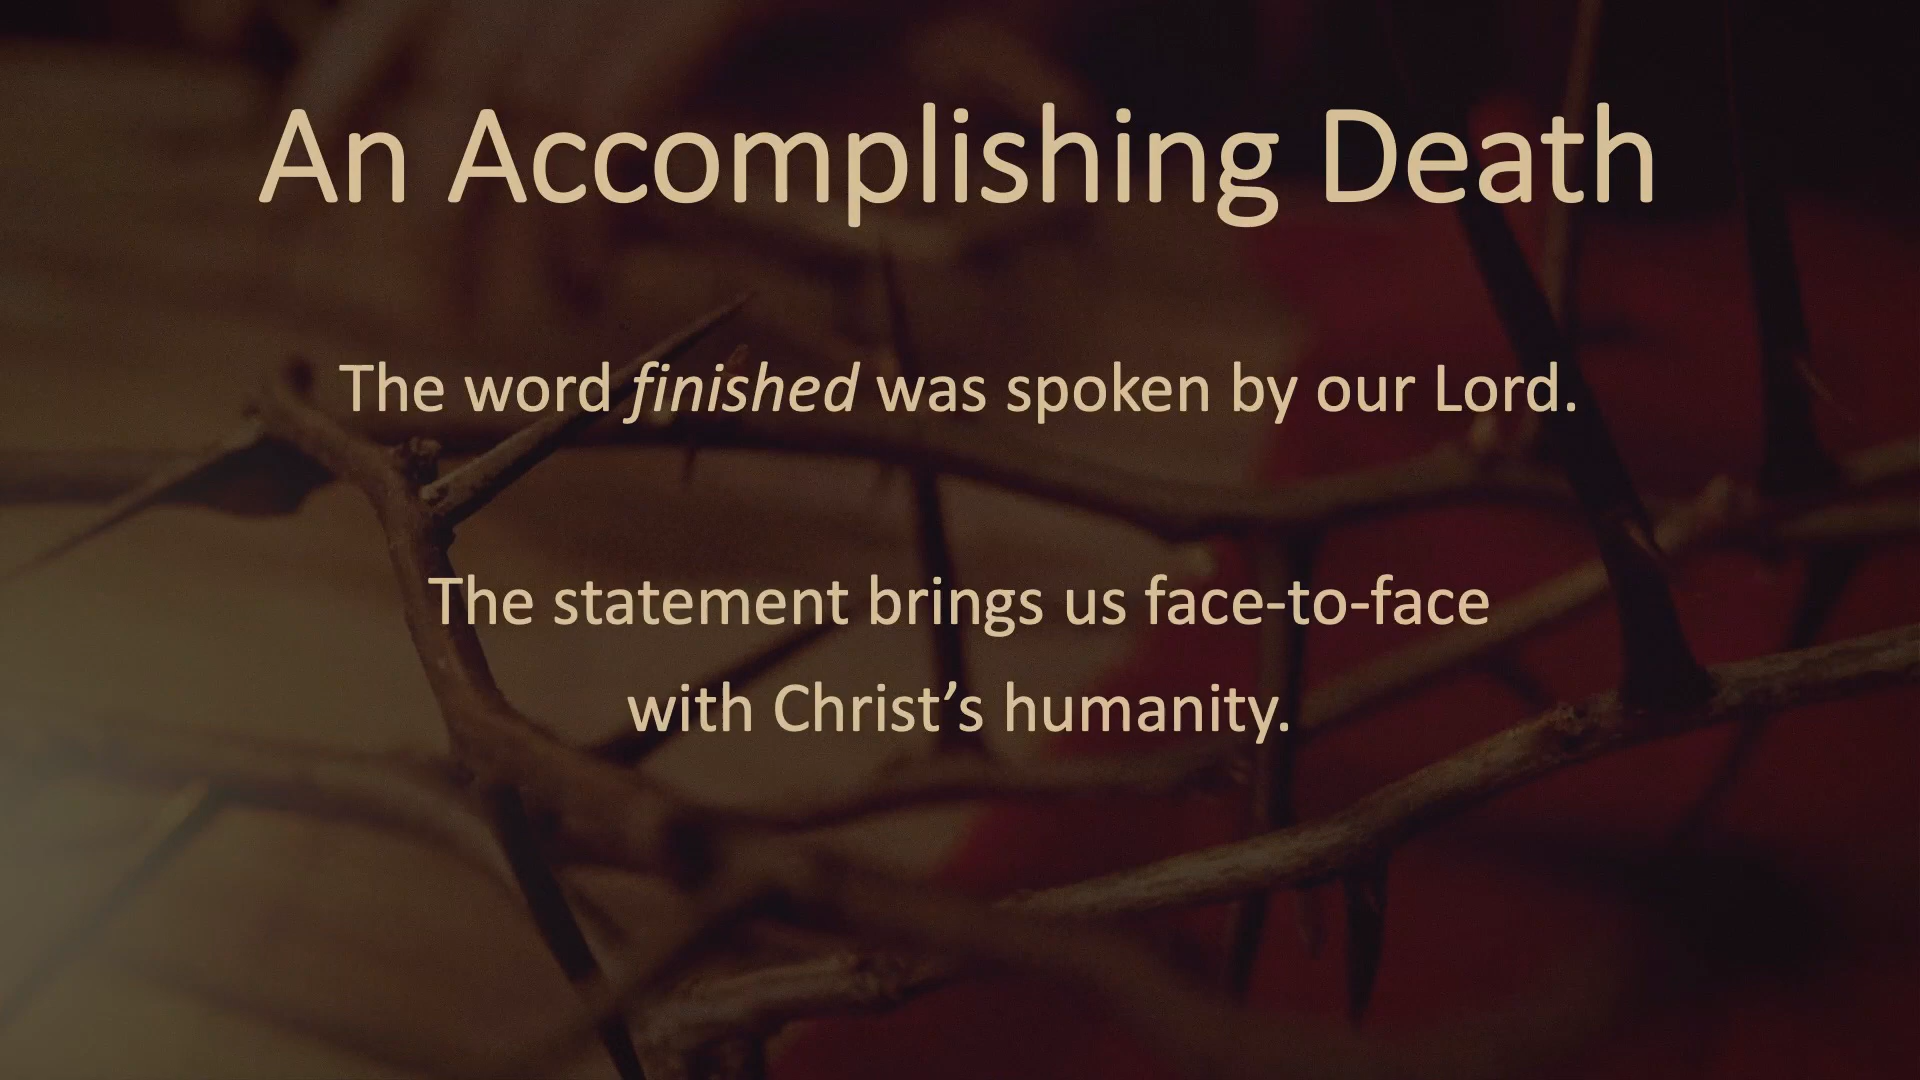 An Accomplishing Death
The word finished was spoken by our Lord.
The statement brings us face-to-face
with Christ’s humanity.